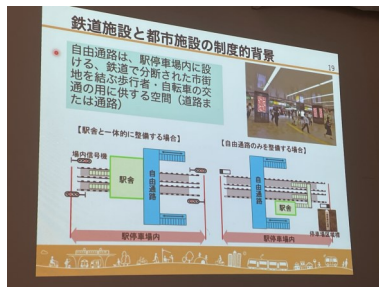 鉄道施設と都市施設の制度的背景
19
自由通路は、駅停車場内に設
ける、鉄道で分断された市街
地を結ぶ歩行者・自転車の交
通の用に供する空間（道路ま
たは通路）
【駅舎と一体的に整備する場合】
【自由通路のみを整備する場合】
場内信号機
駅舎
自由通路
自由通路
駅舎
駅停車場内
駅停車場内